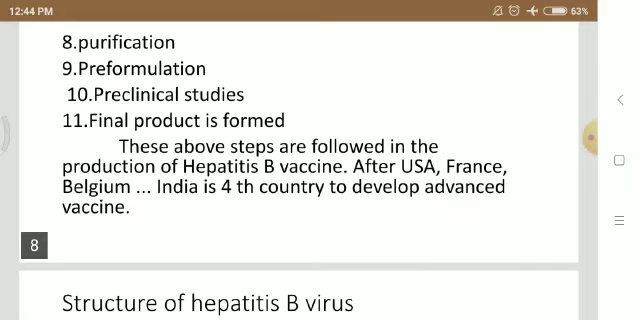 12:44 PM
63%
8.purification
9.Preformulation
10.Preclinical studies
11.Final product is formed
These above steps are followed in the
production of Hepatitis B vaccine. After USA, France,
Belgium ... India is 4 th country to develop advanced
vaccine.
8
Structure of hepatitis B virus